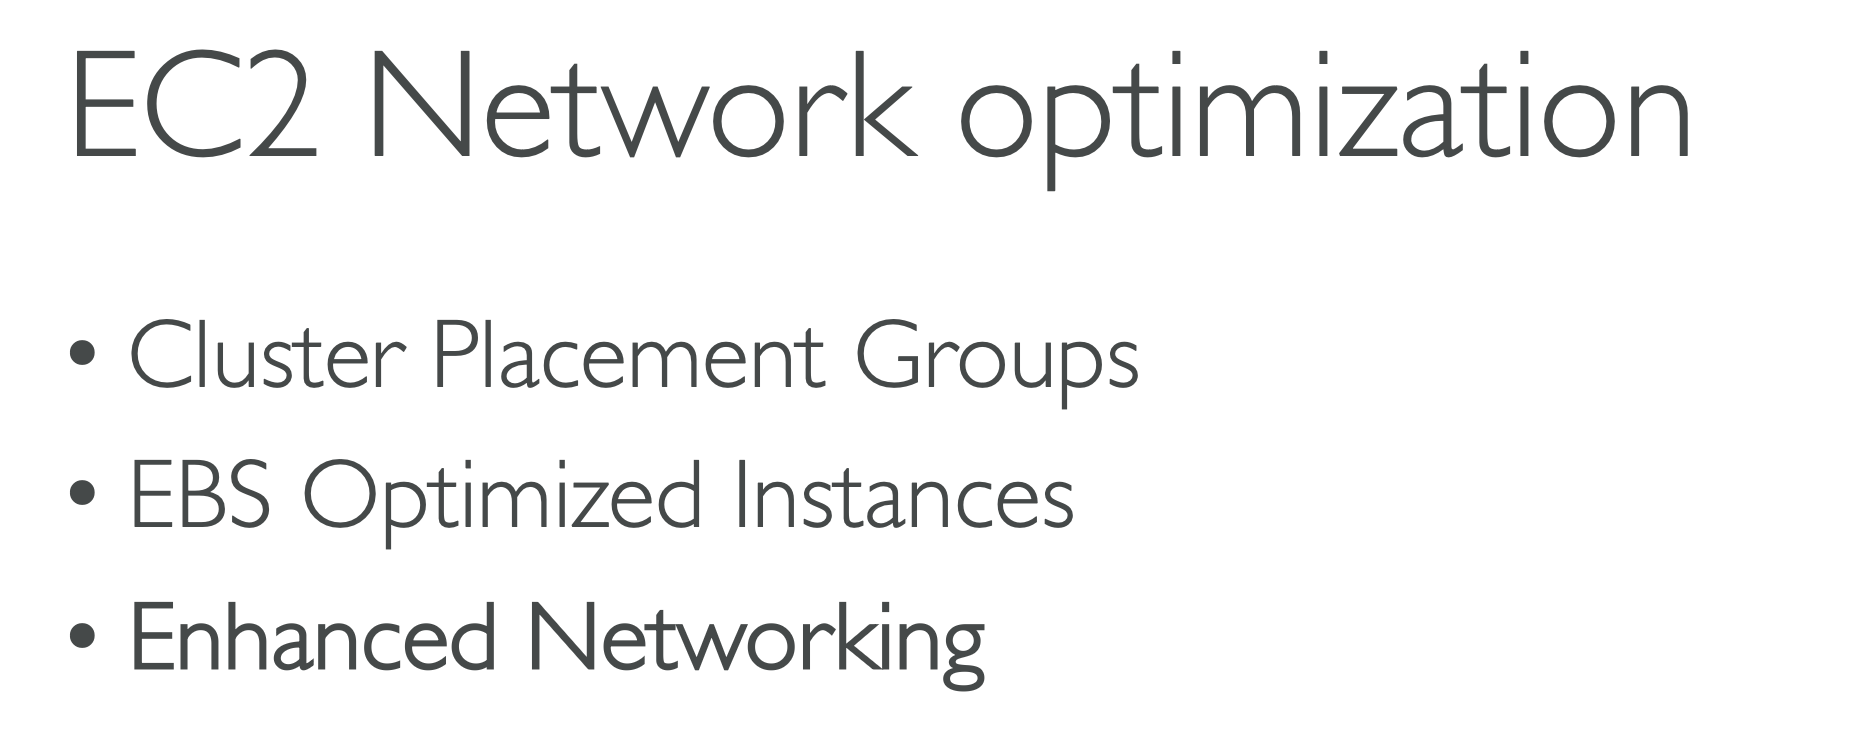 EC2 Network optimization
• Cluster Placement Groups
• EBS Optimized Instances
• Enhanced Networking